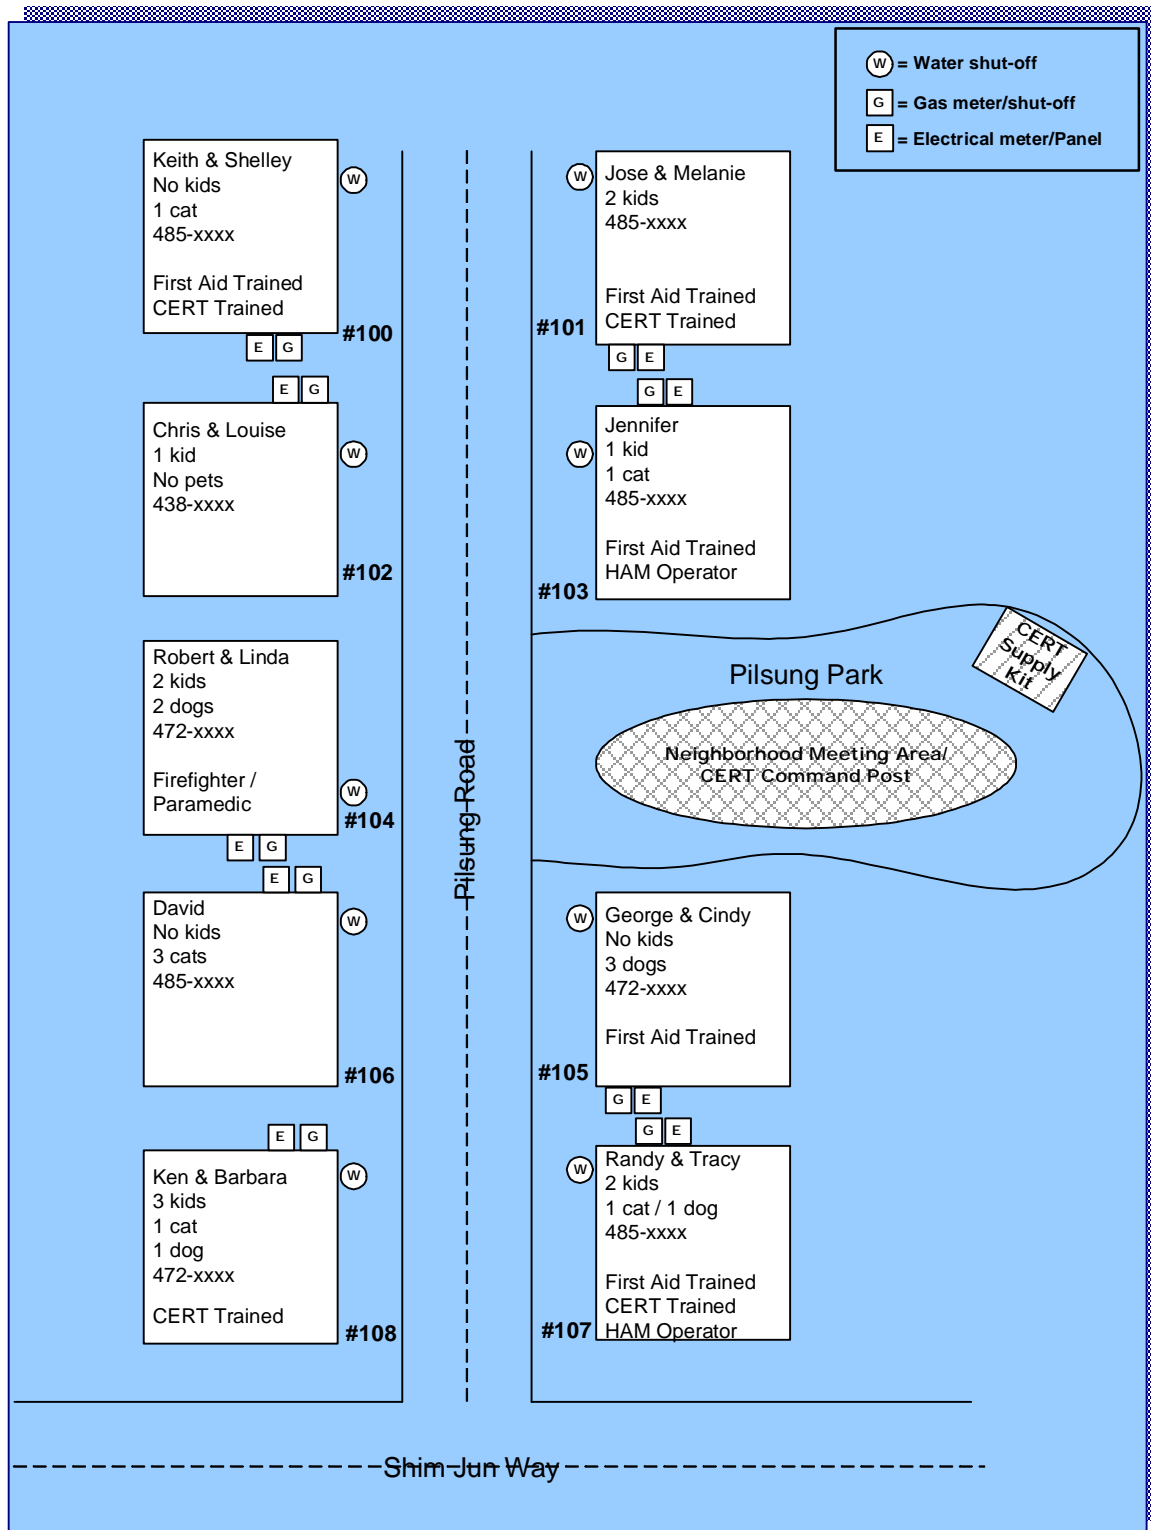 W = Water shut-off
G = Gas meter/shut-off
E = Electrical meter/Panel
Keith & Shelley
No kids
1 cat
485-xxxx
First Aid Trained
CERT Trained
W
#100
E G
W
Jose & Melanie
2 kids
485-xxxx
First Aid Trained
CERT Trained
#101
G E
E G
Chris & Louise
1 kid
No pets
438-xxxx
W
#102
G E
W
Jennifer
1 kid
1 cat
485-xxxx
First Aid Trained
HAM Operator
#103
Robert & Linda
2 kids
2 dogs
472-xxxx
Firefighter /
Paramedic
W
#104
E G
Pilsung Road
Pilsung Park
CERT
Supply
Kit
Neighborhood Meeting Area/
CERT Command Post
E G
David
No kids
3 cats
485-xxxx
W
#106
W
George & Cindy
No kids
3 dogs
472-xxxx
First Aid Trained
#105
G E
E G
Ken & Barbara
3 kids
1 cat
1 dog
472-xxxx
CERT Trained
W
#108
G E
W
Randy & Tracy
2 kids
1 cat / 1 dog
485-xxxx
First Aid Trained
CERT Trained
HAM Operator
#107
Shim Jun Way